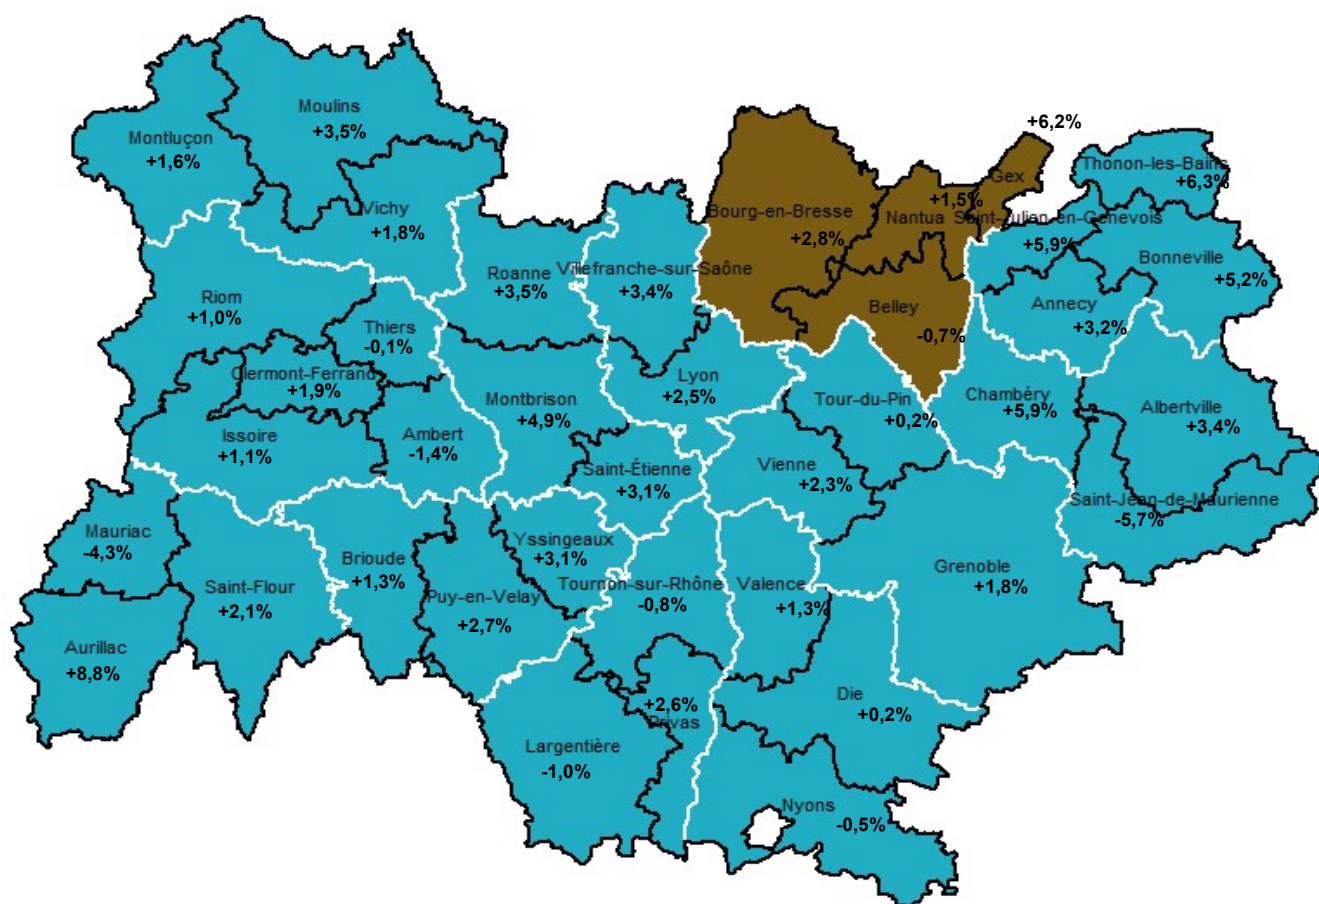 Moulins
+3,5%
Montluçon
+1,6%
+6,2%
Gex
Thonon-les-Bains
+6,3%
Vichy
+1,8%
Bourg-en-Bresse
+2,8%
+1,5%
Nantua
Saint-Julien-en-Genevois
+5,9%
Bonneville
+5,2%
Roanne
+3,5%
Villefranche-sur-Saône
+3,4%
Riom
+1,0%
Thiers
-0,1%
Belley
-0,7%
Annecy
+3,2%
Clermont-Ferrand
+1,9%
Lyon
+2,5%
Montbrison
+4,9%
Tour-du-Pin
+0,2%
Chambéry
+5,9%
Albertville
+3,4%
Issoire
+1,1%
Ambert
-1,4%
Saint-Étienne
+3,1%
Vienne
+2,3%
Saint-Jean-de-Maurienne
-5,7%
Mauriac
-4,3%
Saint-Flour
+2,1%
Brioude
+1,3%
Yssingeaux
+3,1%
Puy-en-Velay
+2,7%
Tournon-sur-Rhône
-0,8%
Valence
+1,3%
Grenoble
+1,8%
Aurillac
+8,8%
+2,6%
Privas
Die
+0,2%
Largentière
-1,0%
Nyons
-0,5%